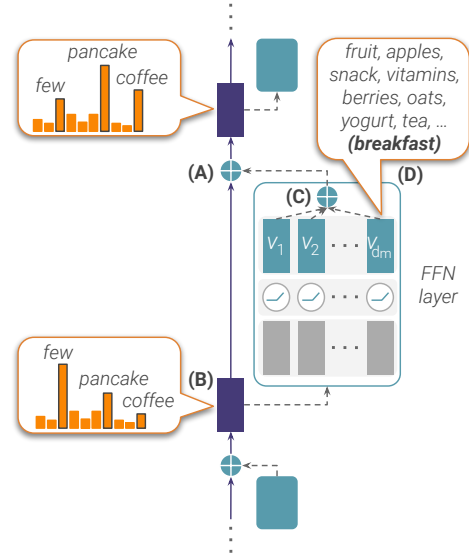 pancake
few
coffee
fruit, apples,
snack, vitamins,
berries, oats,
yogurt, tea, ...
(breakfast)
(A)
(D)
(C)
V1 V2 ... Vdm
FFN
layer
...
...
few
pancake
coffee
(B)